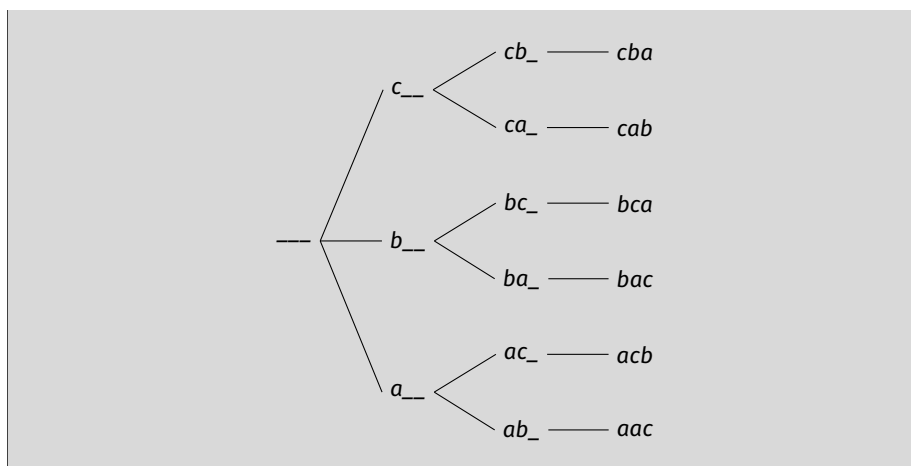 cb_ cba
c__
ca_ cab
bc_ bca
___ b__
ba_ bac
ac_ acb
a__
ab_ aac